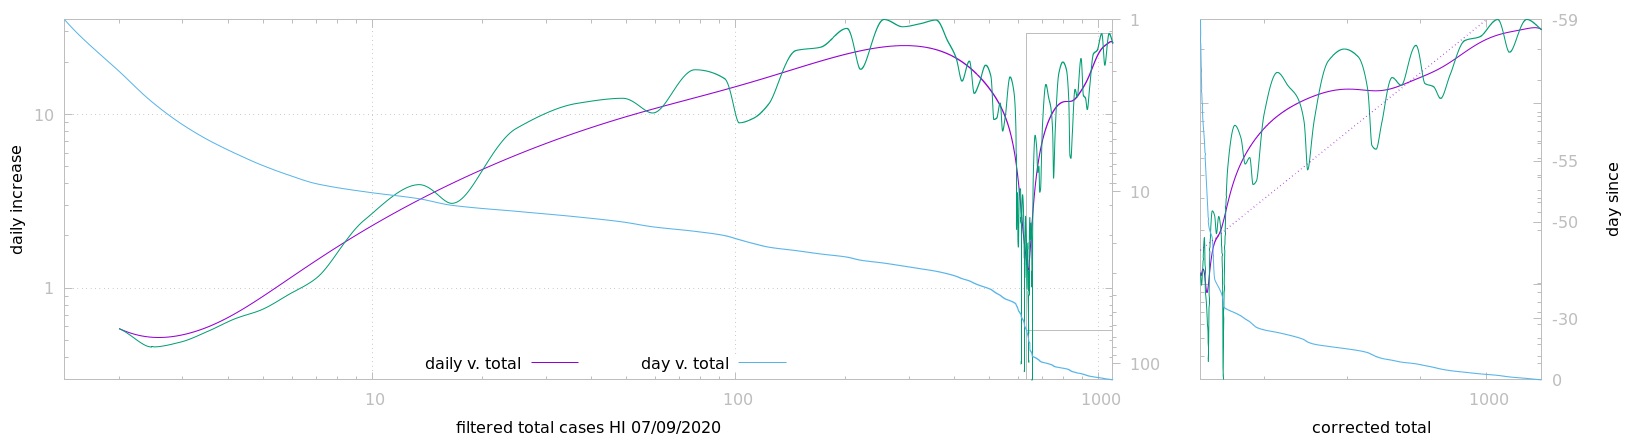 1
-59
10
-55
daily increase
10
-50
day since
1
-30
daily v. total
day v. total
100
0
10
100
1000
1000
filtered total cases HI 07/09/2020
corrected total